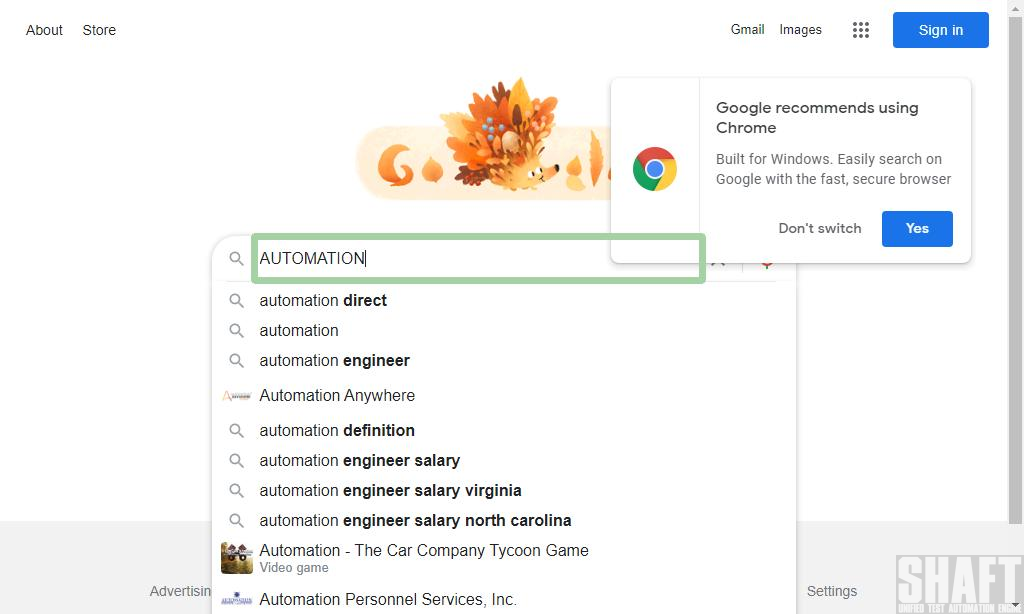 About
Store
Gmail
Images
Sign in
Google recommends using
Chrome
Built for Windows. Easily search on
Google with the fast, secure browser
Don't switch
Yes
AUTOMATION
automation direct
automation
automation engineer
Automation Anywhere
automation definition
automation engineer salary
automation engineer salary virginia
automation engineer salary north carolina
Automation - The Car Company Tycoon Game
Video game
Automation Personnel Services, Inc.
Advertisin
Settings
SHAFT
UNIFIED TEST AUTOMATION ENG